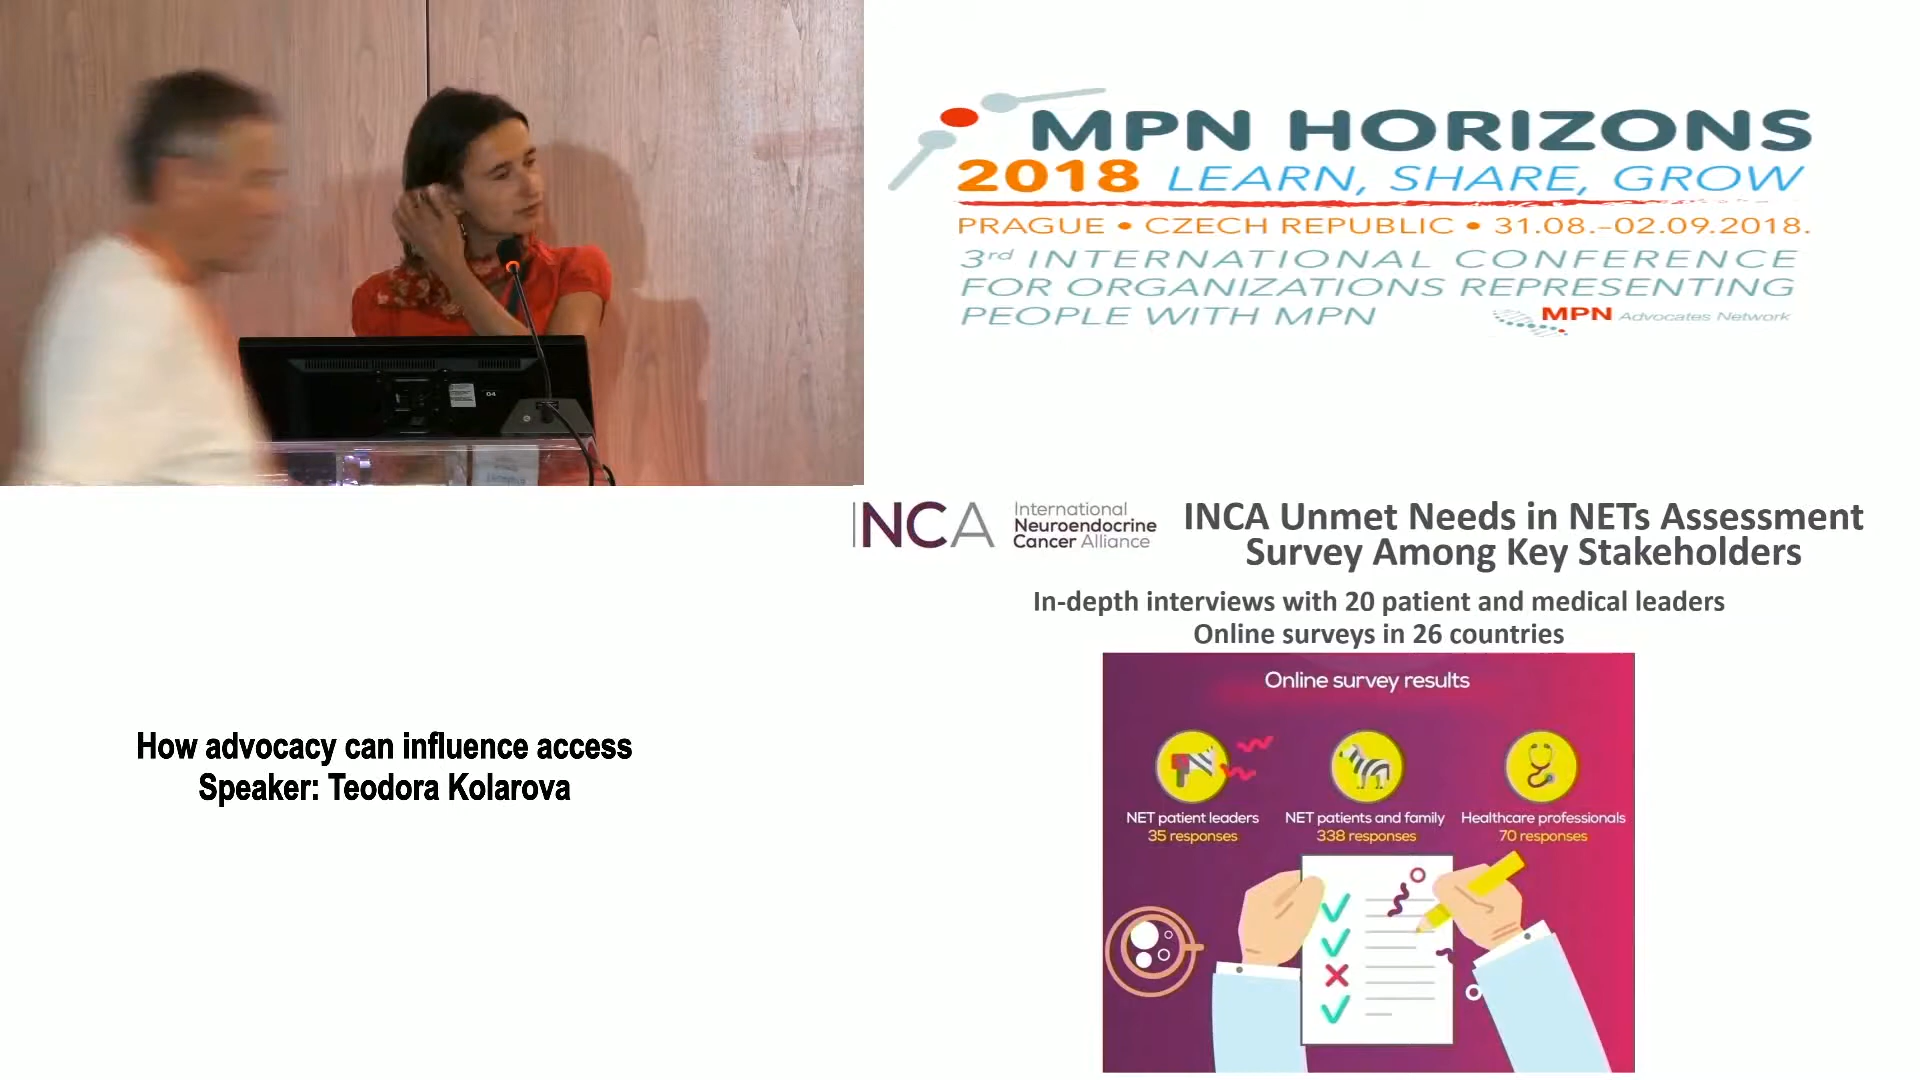 MPN HORIZONS
2018 LEARN, SHARE, GROW
PRAGUE • CZECH REPUBLIC • 31.08.–02.09.2018.
3rd INTERNATIONAL CONFERENCE
FOR ORGANIZATIONS REPRESENTING
PEOPLE WITH MPN
MPN Advocates Network
04
INCA
International
Neuroendocrine
Cancer Alliance
INCA Unmet Needs in NETs Assessment
Survey Among Key Stakeholders
In-depth interviews with 20 patient and medical leaders
Online surveys in 26 countries
How advocacy can influence access
Speaker: Teodora Kolarova
Online survey results
NET patient leaders
35 responses
NET patients and family
338 responses
Healthcare professionals
70 responses